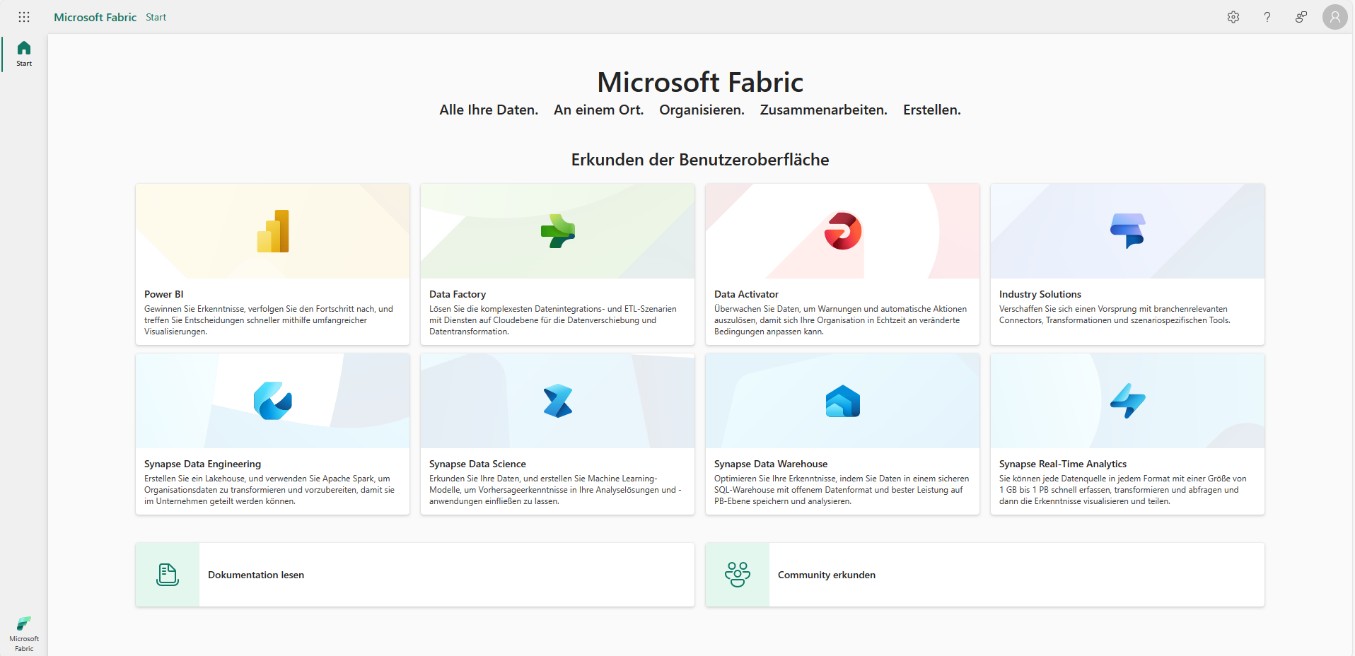 Microsoft Fabric Start
Start
Microsoft Fabric
Alle Ihre Daten. An einem Ort. Organisieren. Zusammenarbeiten. Erstellen.
Erkunden der Benutzeroberfläche
Power BI
Gewinnen Sie Erkenntnisse, verfolgen Sie den Fortschritt nach, und
treffen Sie Entscheidungen schneller mithilfe umfangreicher
Visualisierungen.
Data Factory
Lösen Sie die komplexesten Datenintegrations- und ETL-Szenarien
mit Diensten auf Cloudebene für die Datenverschiebung und
Datentransformation.
Data Activator
Überwachen Sie Daten, um Warnungen und automatische Aktionen
auszulösen, damit sich Ihre Organisation in Echtzeit an veränderte
Bedingungen anpassen kann.
Industry Solutions
Verschaffen Sie sich einen Vorsprung mit branchenrelevanten
Connectors, Transformationen und szenariospezifischen Tools.
Synapse Data Engineering
Erstellen Sie ein Lakehouse, und verwenden Sie Apache Spark, um
Organisationsdaten zu transformieren und vorzubereiten, damit sie
im Unternehmen geteilt werden können.
Synapse Data Science
Erkunden Sie Ihre Daten, und erstellen Sie Machine Learning-
Modelle, um Vorhersageerkenntnisse in Ihre Analyselösungen und -
anwendungen einfließen zu lassen.
Synapse Data Warehouse
Optimieren Sie Ihre Erkenntnisse, indem Sie Daten in einem sicheren
SQL-Warehouse mit offenem Datenformat und bester Leistung auf
PB-Ebene speichern und analysieren.
Synapse Real-Time Analytics
Sie können jede Datenquelle in jedem Format mit einer Größe von
1 GB bis 1 PB schnell erfassen, transformieren und abfragen und
dann die Erkenntnisse visualisieren und teilen.
Dokumentation lesen
Community erkunden
Microsoft
Fabric